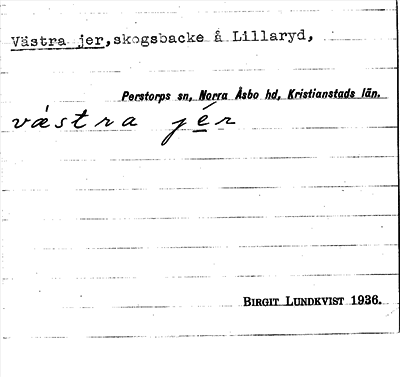 Västra jer, skogsbacke å Lillaryd,
Perstorps sn, Norra Åsbo hd, Kristianstads län.
væstra jér
BIRGIT LUNDKVIST 1936.